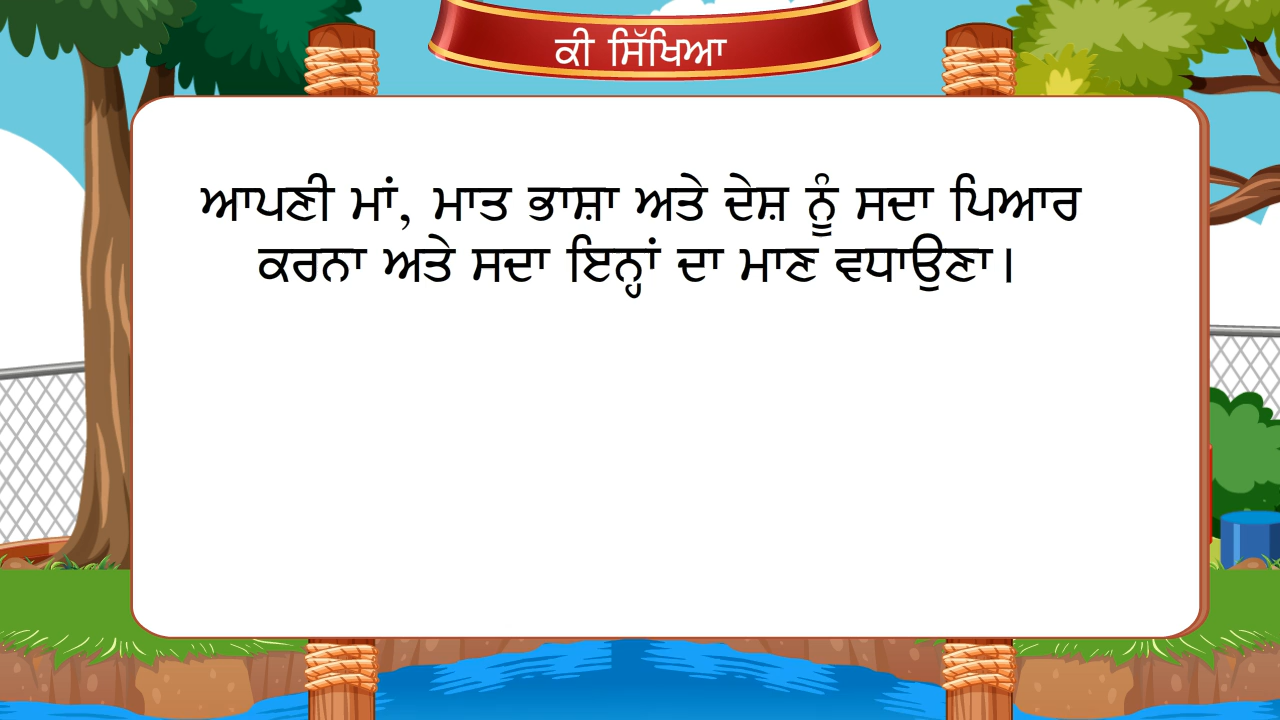 ਕੀ ਸਿੱਖਿਆ
ਆਪਣੀ ਮਾਂ, ਮਾਤ ਭਾਸ਼ਾ ਅਤੇ ਦੇਸ਼ ਨੂੰ ਸਦਾ ਪਿਆਰ
ਕਰਨਾ ਅਤੇ ਸਦਾ ਇਨ੍ਹਾਂ ਦਾ ਮਾਣ ਵਧਾਉਣਾ।